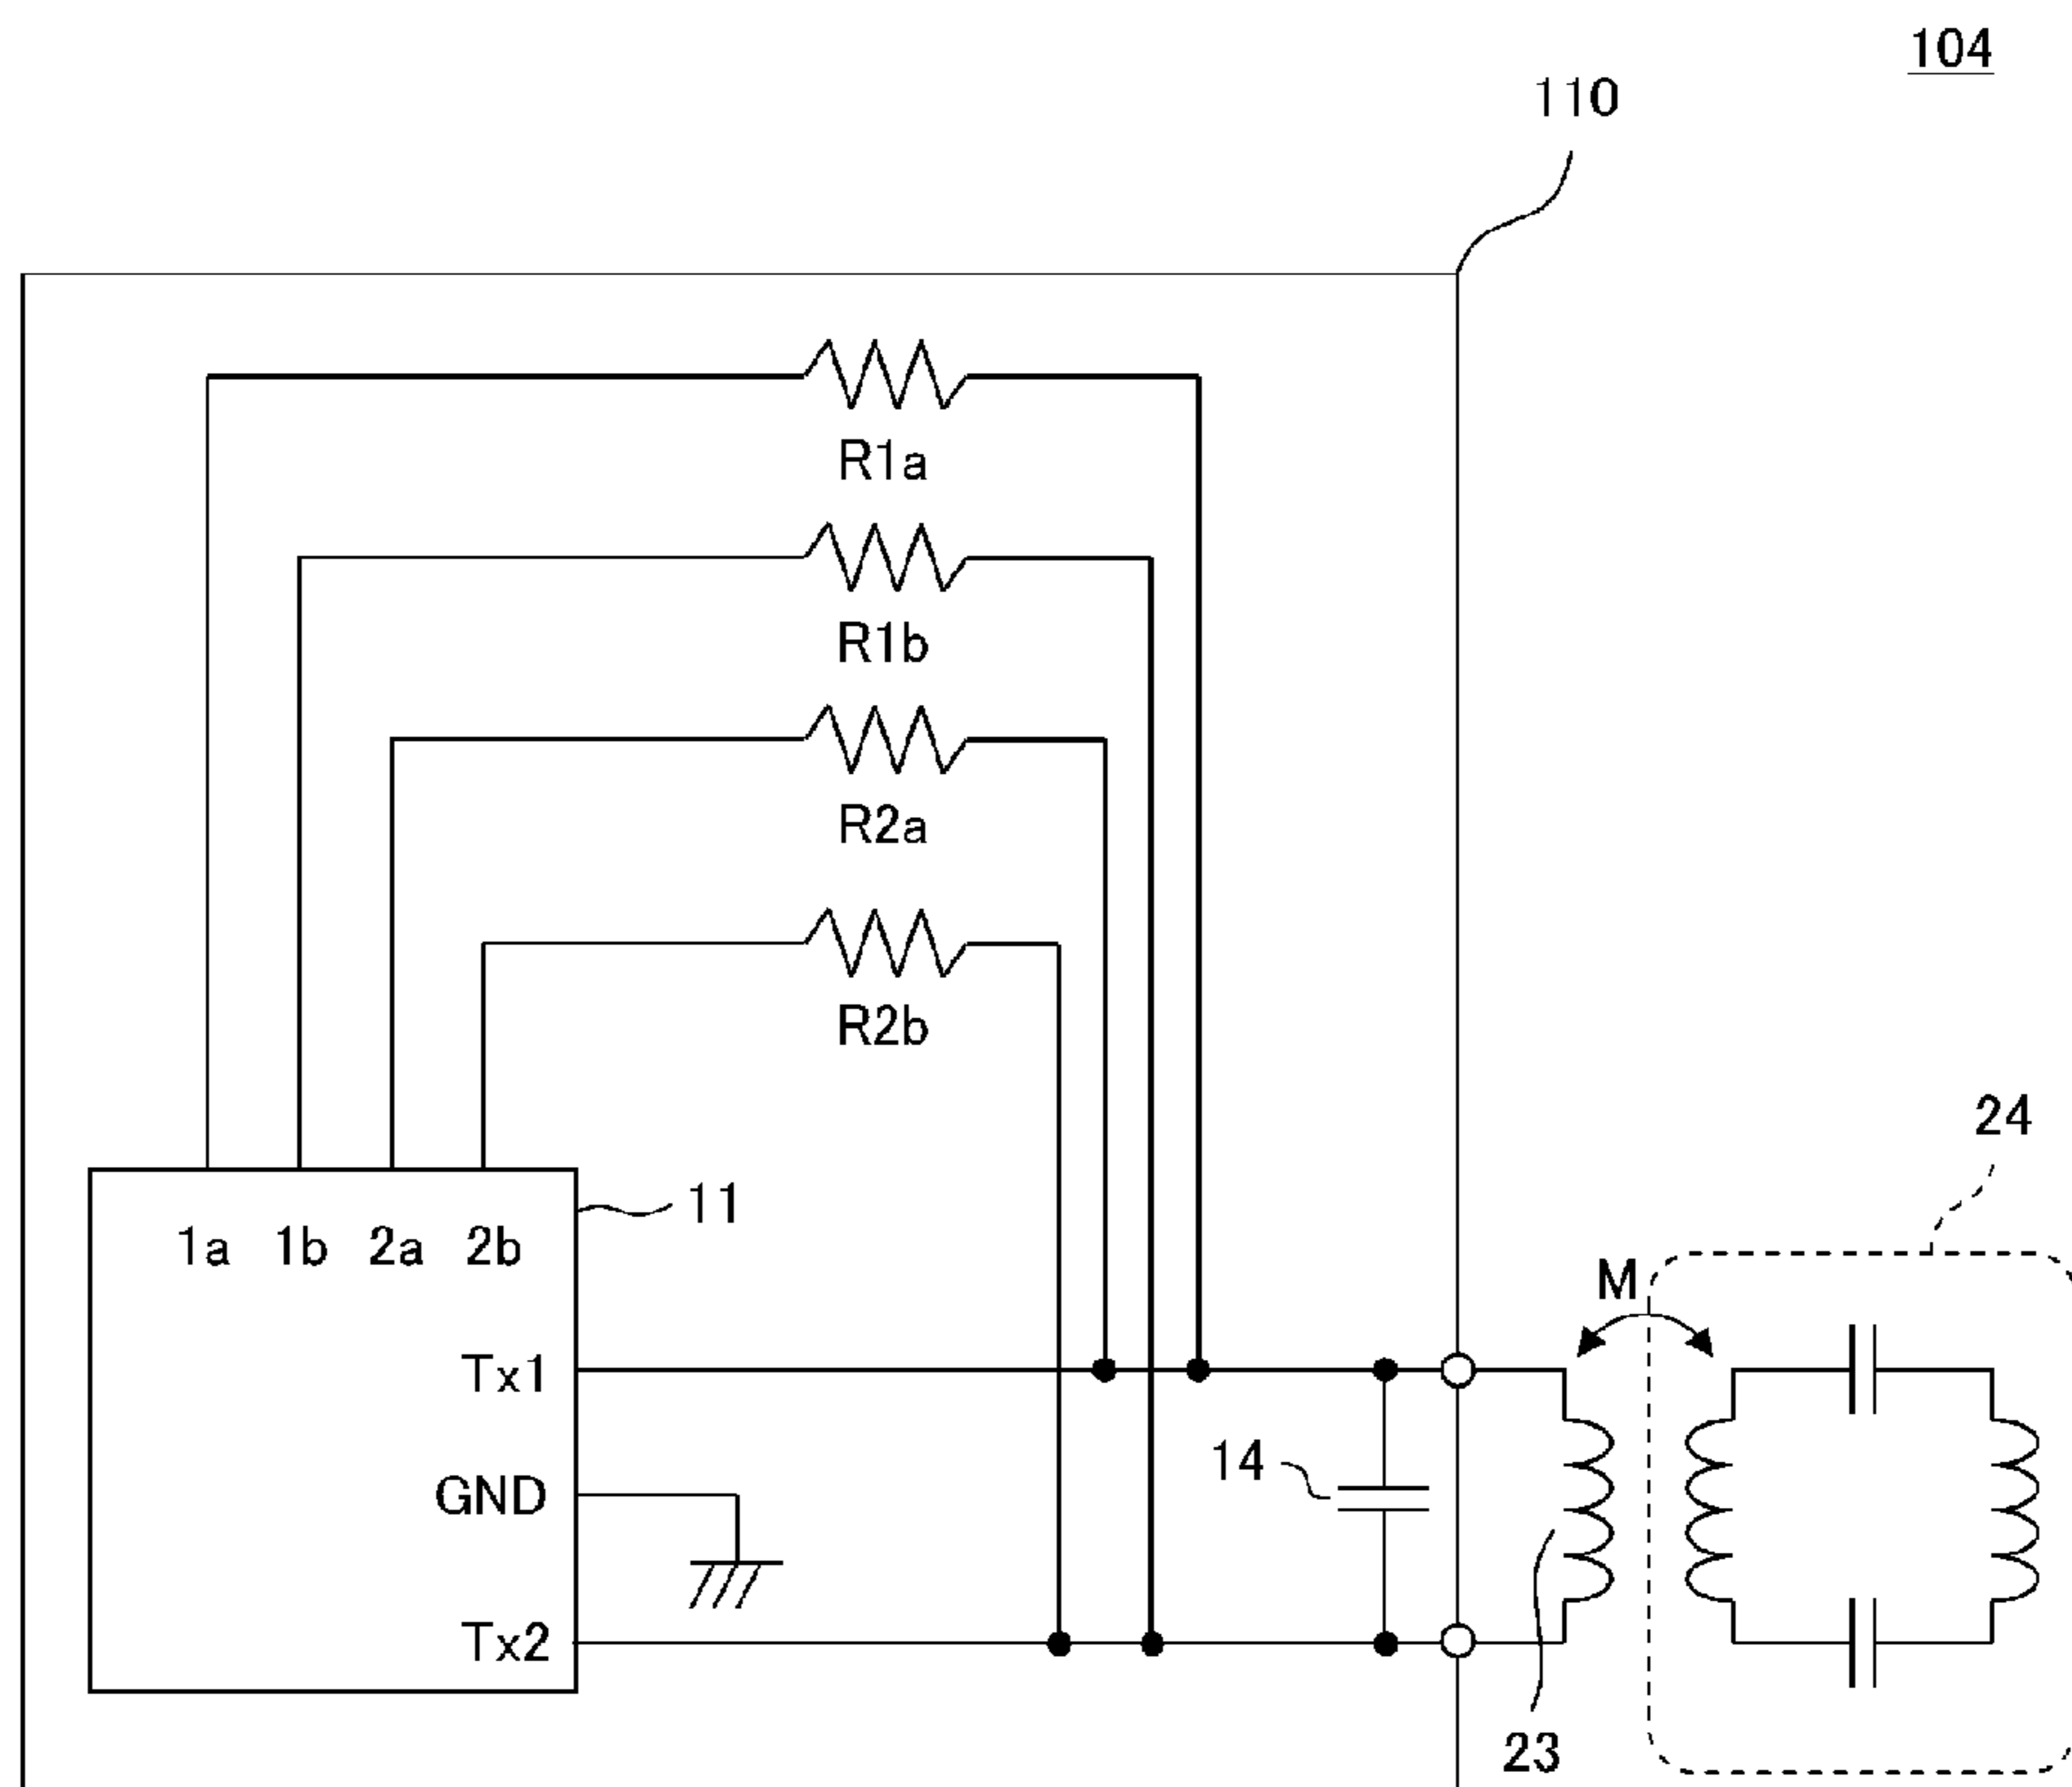 104
110
R1a
R1b
R2a
R2b
24
11
1a 1b 2a 2b
M
Tx1
14
GND
Tx2
23